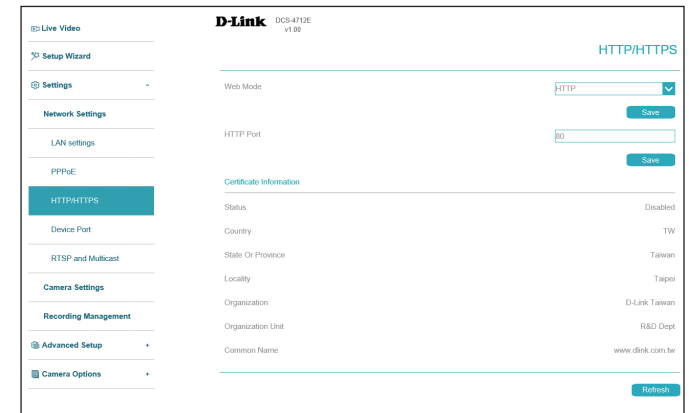 Live Video
Setup Wizard
Settings -
Network Settings
LAN settings
PPPoE
HTTP/HTTPS
Device Port
RTSP and Multicast
Camera Settings
Recording Management
Advanced Setup +
Camera Options +
D-Link DCS-4712E
v1.00
HTTP/HTTPS
Web Mode HTTP
Save
HTTP Port 80
Save
Certificate Information
Status Disabled
Country TW
State Or Province Taiwan
Locality Taipei
Organization D-Link Taiwan
Organization Unit R&D Dept
Common Name www.dlink.com.tw
Refresh